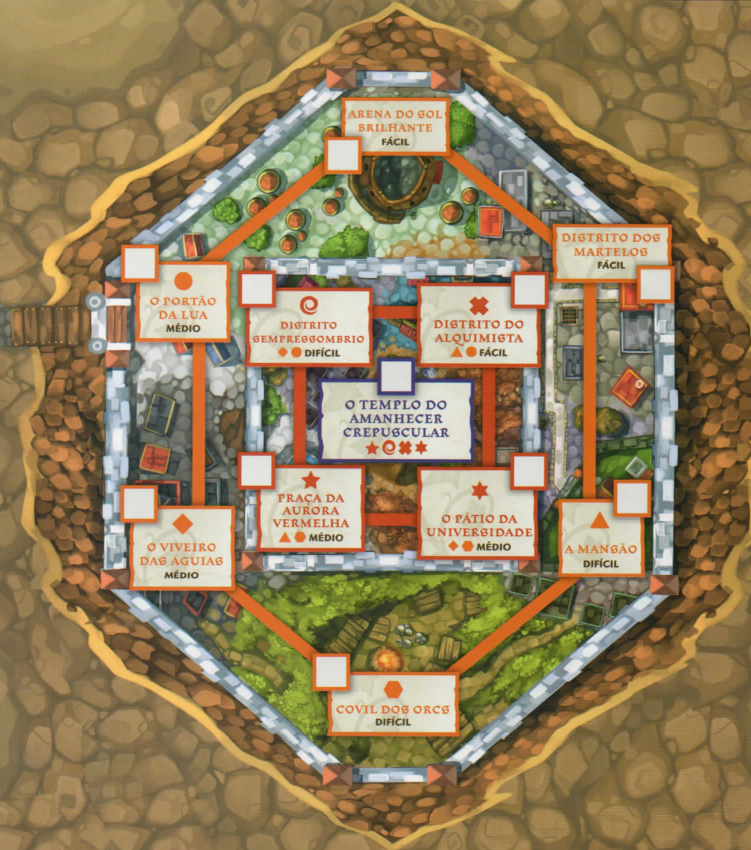 ARENA DO SOL
BRILHANTE
FÁCIL
DISTRITO DOS
MARTELOS
FÁCIL
O PORTÃO
DA LUA
MÉDIO
DISTRITO
SEMPRESSOMBRIO
DIFÍCIL
DISTRITO DO
ALQUIMISTA
FÁCIL
O TEMPLO DO
AMANHECER
CREPUSCULAR
PRAÇA DA
AURORA
VERMELHA
MÉDIO
O PÁTIO DA
UNIVERSIDADE
MÉDIO
O VIVEIRO
DAS ÁGUIAS
MÉDIO
A MANSÃO
DIFÍCIL
COVIL DOS ORCS
DIFÍCIL